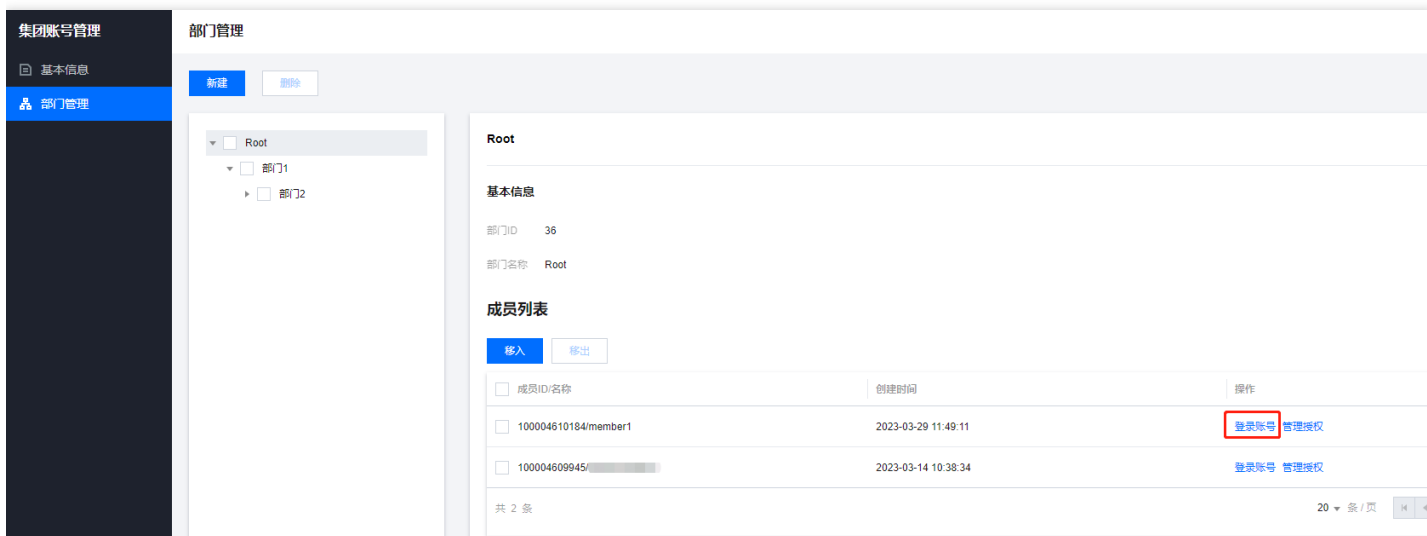 集团账号管理
部门管理
基本信息
部门管理
新建 删除
Root
部门1
部门2
Root
基本信息
部门ID 36
部门名称 Root
成员列表
移入 移出
成员ID/名称 创建时间 操作
100004610184/member1 2023-03-29 11:49:11 登录账号 管理授权
100004609945/ 2023-03-14 10:38:34 登录账号 管理授权
共 2 条 20 条 / 页